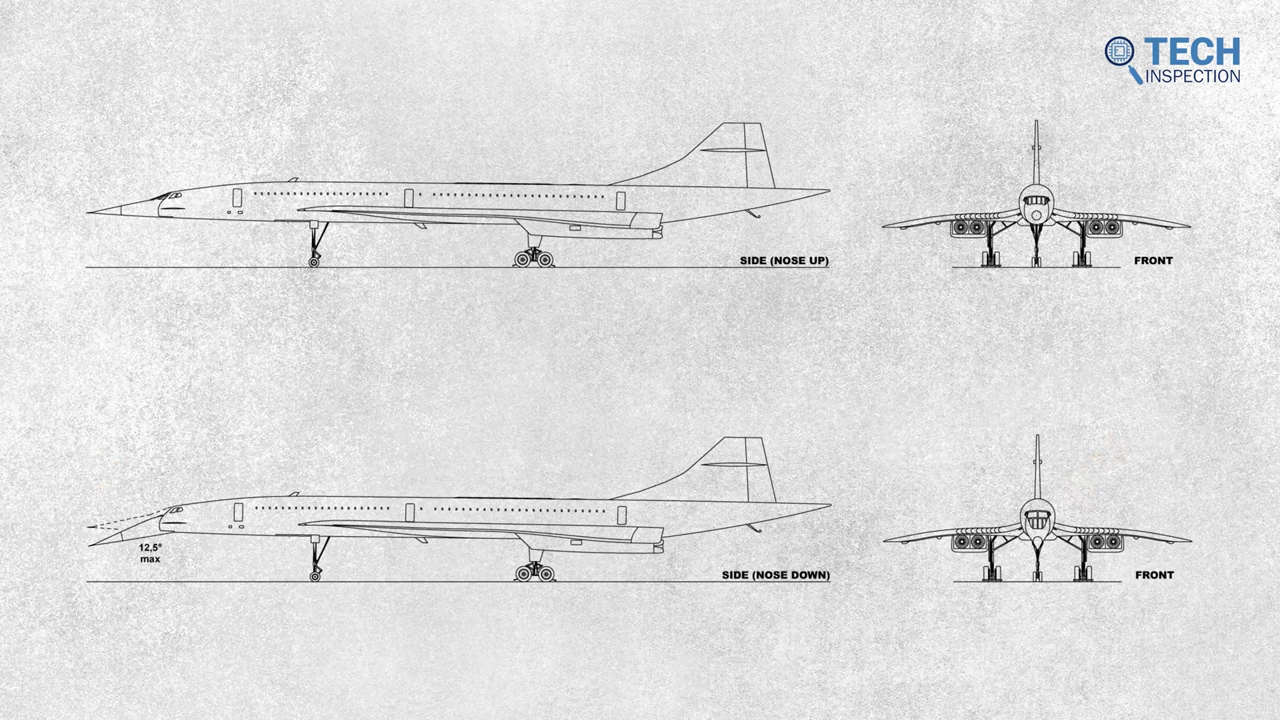 TECH
INSPECTION
SIDE (NOSE UP)
FRONT
12,5°
max
SIDE (NOSE DOWN)
FRONT